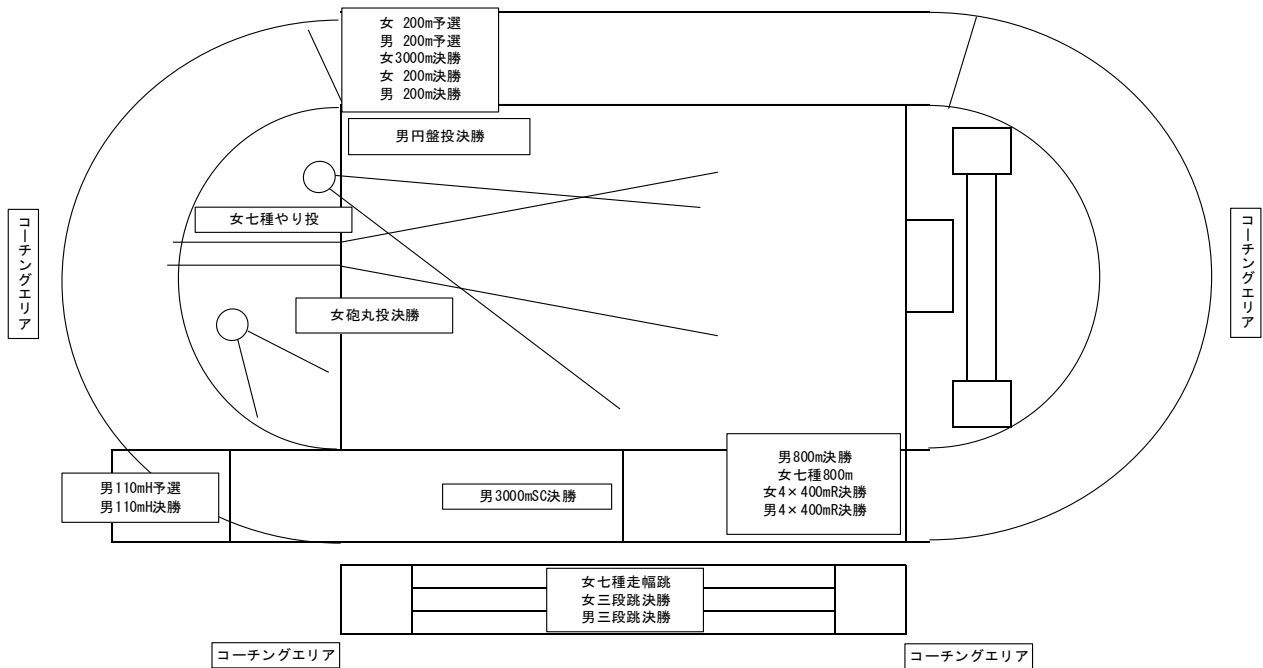 女 200m予選
男 200m予選
女3000m決勝
女 200m決勝
男 200m決勝
男円盤投決勝
女七種やり投
コーチングエリア
コーチングエリア
女砲丸投決勝
男110mH予選
男110mH決勝
男3000mSC決勝
男800m決勝
女七種800m
女4×400mR決勝
男4×400mR決勝
女七種走幅跳
女三段跳決勝
男三段跳決勝
コーチングエリア
コーチングエリア